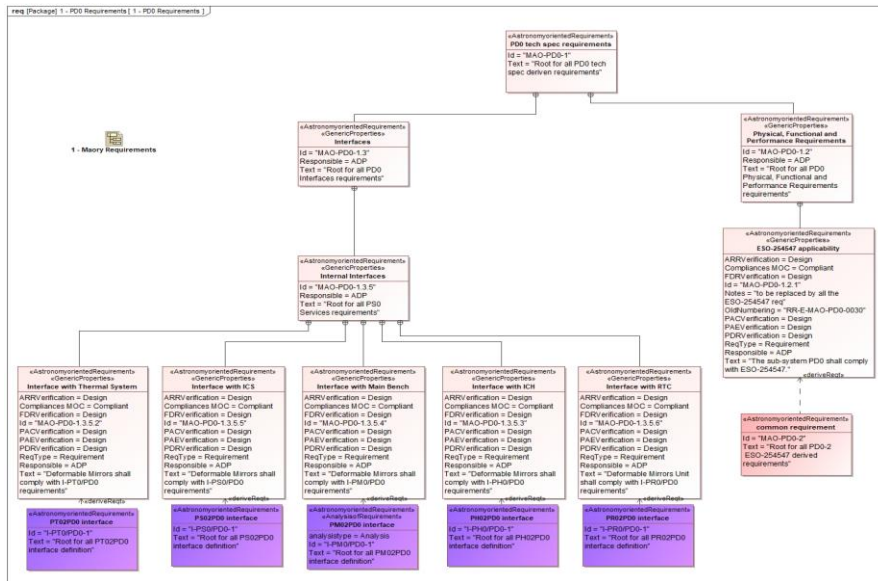 req [Package] 1 - PD0 Requirements [ 1 - PD0 Requirements ]
«AstronomyorientedRequirement»
PD0 tech spec requirements
Id = "MAO-PD0-1"
Text = "Root for all PD0 tech
spec deriven requirements"
1 - Maory Requirements
«AstronomyorientedRequirement»
«GenericProperties»
Interfaces
Id = "MAO-PD0-1.3"
Responsible = ADP
Text = "Root for all PD0
Interfaces requirements"
«AstronomyorientedRequirement»
«GenericProperties»
Physical, Functional and
Performance Requirements
Id = "MAO-PD0-1.2"
Responsible = ADP
Text = "Root for all PD0
Physical, Functional and
Performance Requirements
requirements"
«AstronomyorientedRequirement»
«GenericProperties»
Internal Interfaces
Id = "MAO-PD0-1.3.5"
Responsible = ADP
Text = "Root for all PS0
Services requirements"
«AstronomyorientedRequirement»
«GenericProperties»
ESO-254547 applicability
ARRVerification = Design
Compliances MOC = Compliant
FDRVerification = Design
Id = "MAO-PD0-1.2.1"
Notes = "to be replaced by all the
ESO-254547 req"
OldNumbering = "RR-E-MAO-PD0-0030"
PACVerification = Design
PAEVerification = Design
PDRVerification = Design
ReqType = Requirement
Responsible = ADP
Text = "The sub-system PD0 shall comply
with ESO-254547."
«deriveReqt»
«AstronomyorientedRequirement»
common requirement
Id = "MAO-PD0-2"
Text = "Root for all PD0-2
ESO-254547 derived
requirements"
«AstronomyorientedRequirement»
«GenericProperties»
Interface with Thermal System
ARRVerification = Design
Compliances MOC = Compliant
FDRVerification = Design
Id = "MAO-PD0-1.3.5.2"
PACVerification = Design
PAEVerification = Design
PDRVerification = Design
ReqType = Requirement
Responsible = ADP
Text = "Deformable Mirrors shall
comply with I-PT0/PD0
requirements"
«deriveReqt»
«AstronomyorientedRequirement»
PT02PD0 interface
Id = "I-PT0/PD0-1"
Text = "Root for all PT02PD0
interface definition"
«AstronomyorientedRequirement»
«GenericProperties»
Interface with ICS
ARRVerification = Design
Compliances MOC = Compliant
FDRVerification = Design
Id = "MAO-PD0-1.3.5.5"
PACVerification = Design
PAEVerification = Design
PDRVerification = Design
ReqType = Requirement
Responsible = ADP
Text = "Deformable Mirrors shall
comply with I-PS0/PD0
requirements"
«deriveReqt»
«AstronomyorientedRequirement»
PS02PD0 interface
Id = "I-PS0/PD0-1"
Text = "Root for all PS02PD0
interface definition"
«AstronomyorientedRequirement»
«GenericProperties»
Interface with Main Bench
ARRVerification = Design
Compliances MOC = Compliant
FDRVerification = Design
Id = "MAO-PD0-1.3.5.4"
PACVerification = Design
PAEVerification = Design
PDRVerification = Design
ReqType = Requirement
Responsible = ADP
Text = "Deformable Mirrors shall
comply with I-PM0/PD0
requirements"
«deriveReqt»
«AstronomyorientedRequirement»
«AnalysisofRequirement»
PM02PD0 interface
analysistype = Analysis
Id = "I-PM0/PD0-1"
Text = "Root for all PM02PD0
interface definition"
«AstronomyorientedRequirement»
«GenericProperties»
Interface with ICH
ARRVerification = Design
Compliances MOC = Compliant
FDRVerification = Design
Id = "MAO-PD0-1.3.5.3"
PACVerification = Design
PAEVerification = Design
PDRVerification = Design
ReqType = Requirement
Responsible = ADP
Text = "Deformable Mirrors shall
comply with I-PH0/PD0
requirements"
«deriveReqt»
«AstronomyorientedRequirement»
PH02PD0 interface
Id = "I-PH0/PD0-1"
Text = "Root for all PH02PD0
interface definition"
«AstronomyorientedRequirement»
«GenericProperties»
Interface with RTC
ARRVerification = Design
Compliances MOC = Compliant
FDRVerification = Design
Id = "MAO-PD0-1.3.5.6"
PACVerification = Design
PAEVerification = Design
PDRVerification = Design
ReqType = Requirement
Responsible = ADP
Text = "Deformable Mirrors Unit
shall comply with I-PR0/PD0
requirements"
«deriveReqt»
«AstronomyorientedRequirement»
PR02PD0 interface
Id = "I-PR0/PD0-1"
Text = "Root for all PR02PD0
interface definition"